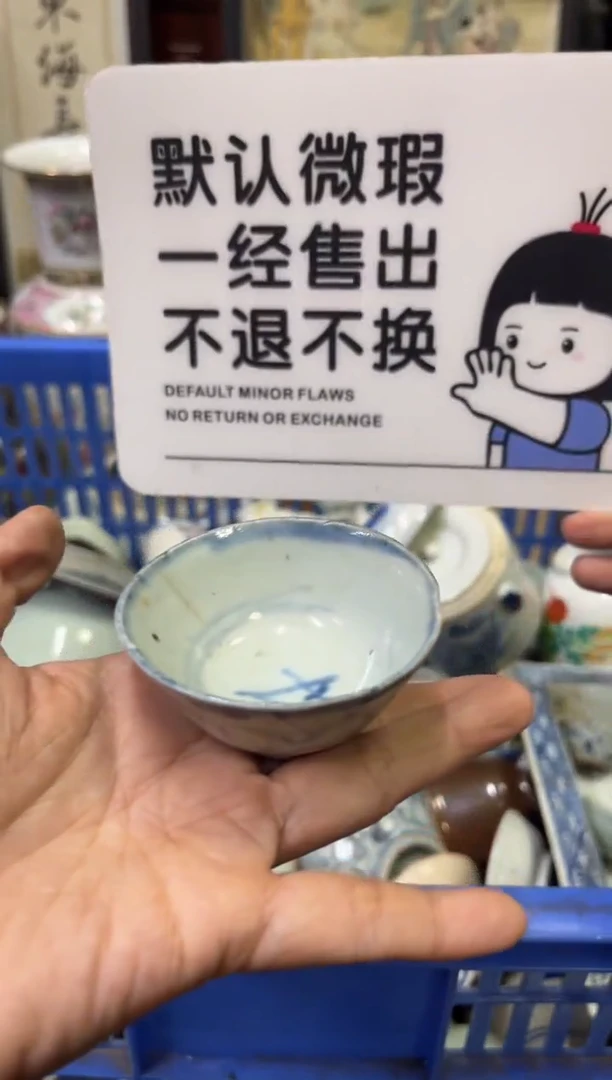 默认微瑕
一经售出
不退不换
DEFAULT MINOR FLAWS
NO RETURN OR EXCHANGE